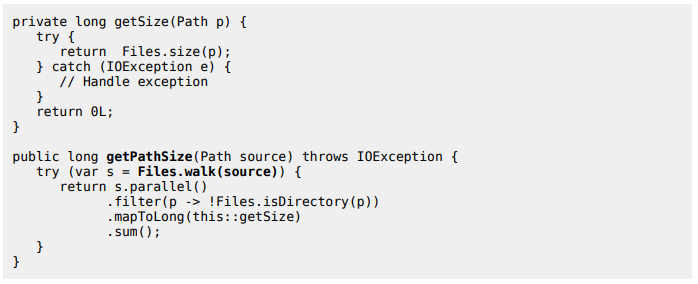 private long getSize(Path p) {
   try {
      return  Files.size(p);
   } catch (IOException e) {
      // Handle exception
   }
   return 0L;
}

public long getPathSize(Path source) throws IOException {
   try (var s = Files.walk(source)) {
      return s.parallel()
            .filter(p -> !Files.isDirectory(p))
            .mapToLong(this::getSize)
            .sum();
   }
}